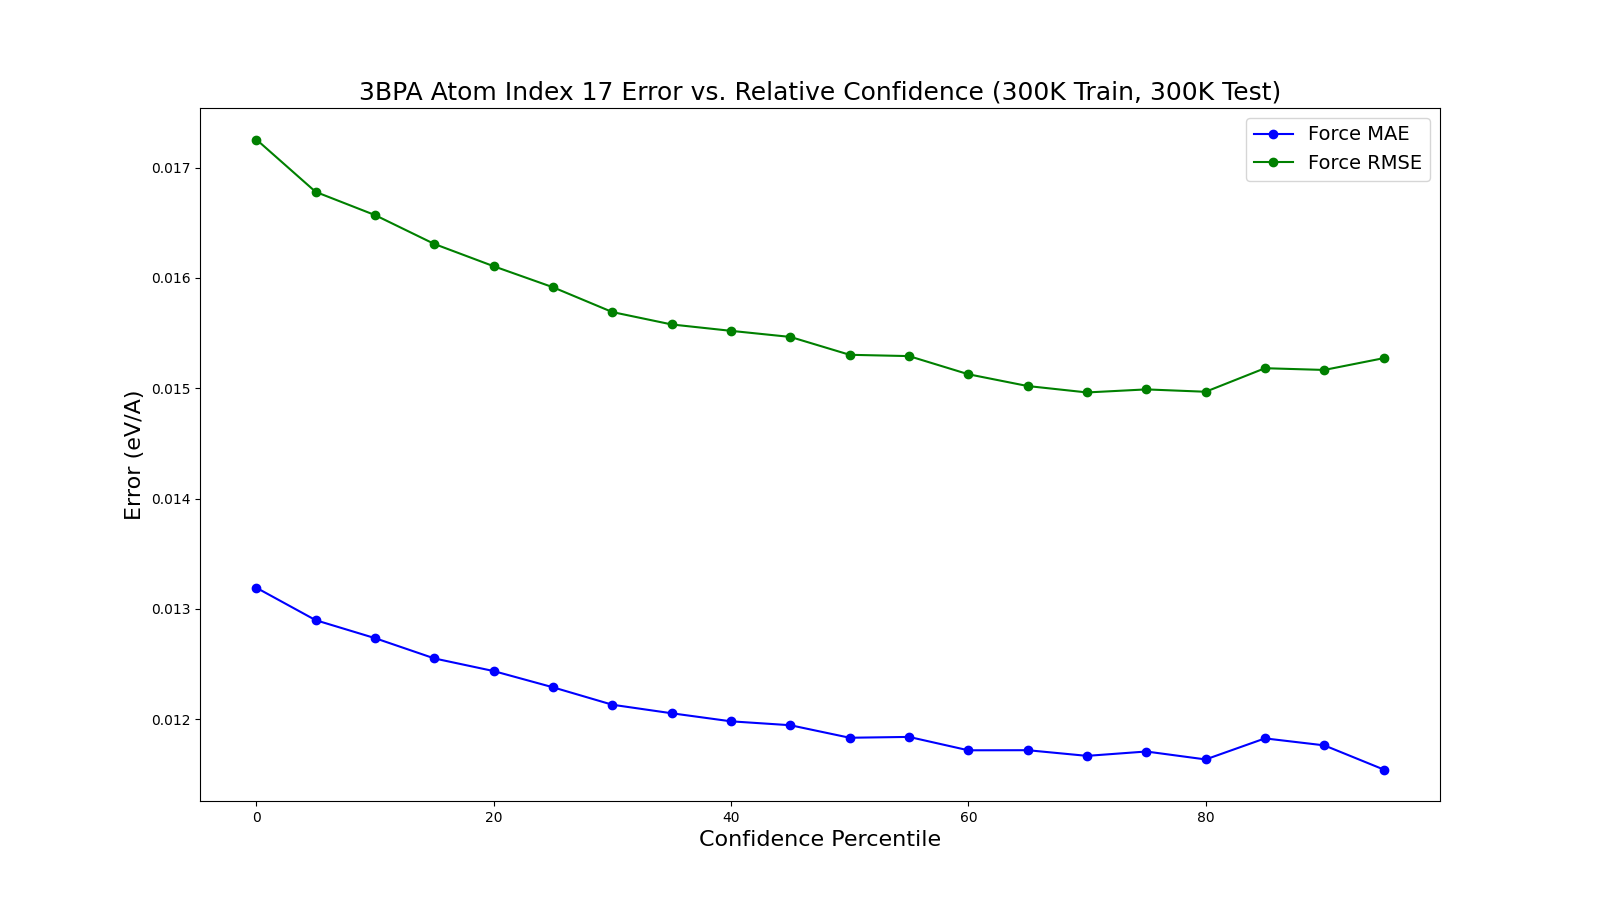 3BPA Atom Index 17 Error vs. Relative Confidence (300K Train, 300K Test)
Force MAE
Force RMSE
0.017
0.016
0.015
0.014
0.013
0.012
Error (eV/A)
0 20 40 60 80
Confidence Percentile